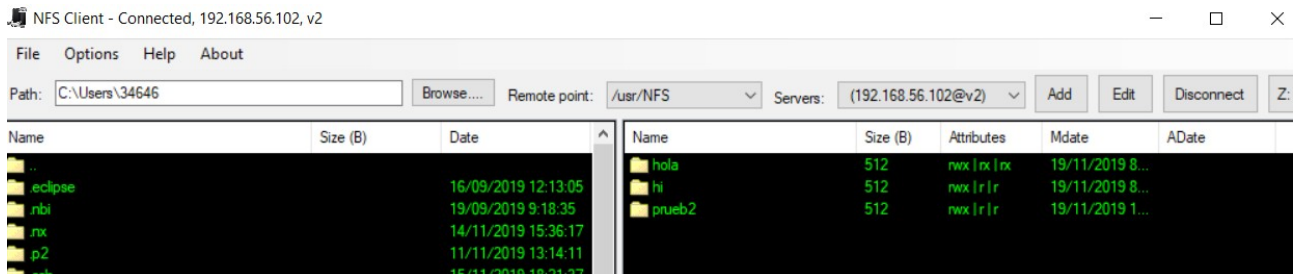 NFS Client - Connected, 192.168.56.102, v2
File Options Help About
Path: C:\Users\34646 Browse.... Remote point: /usr/NFS Servers: (192.168.56.102@v2) Add Edit Disconnect Z:
Name Size (B) Date Name Size (B) Attributes Mdate ADate
.. hola 512 rwx | rx | rx 19/11/2019 8...
.eclipse 16/09/2019 12:13:05 hi 512 rwx | r | r 19/11/2019 8...
.nbi 19/09/2019 9:18:35 prueb2 512 rwx | r | r 19/11/2019 1...
.nx 14/11/2019 15:36:17
.p2 11/11/2019 13:14:11